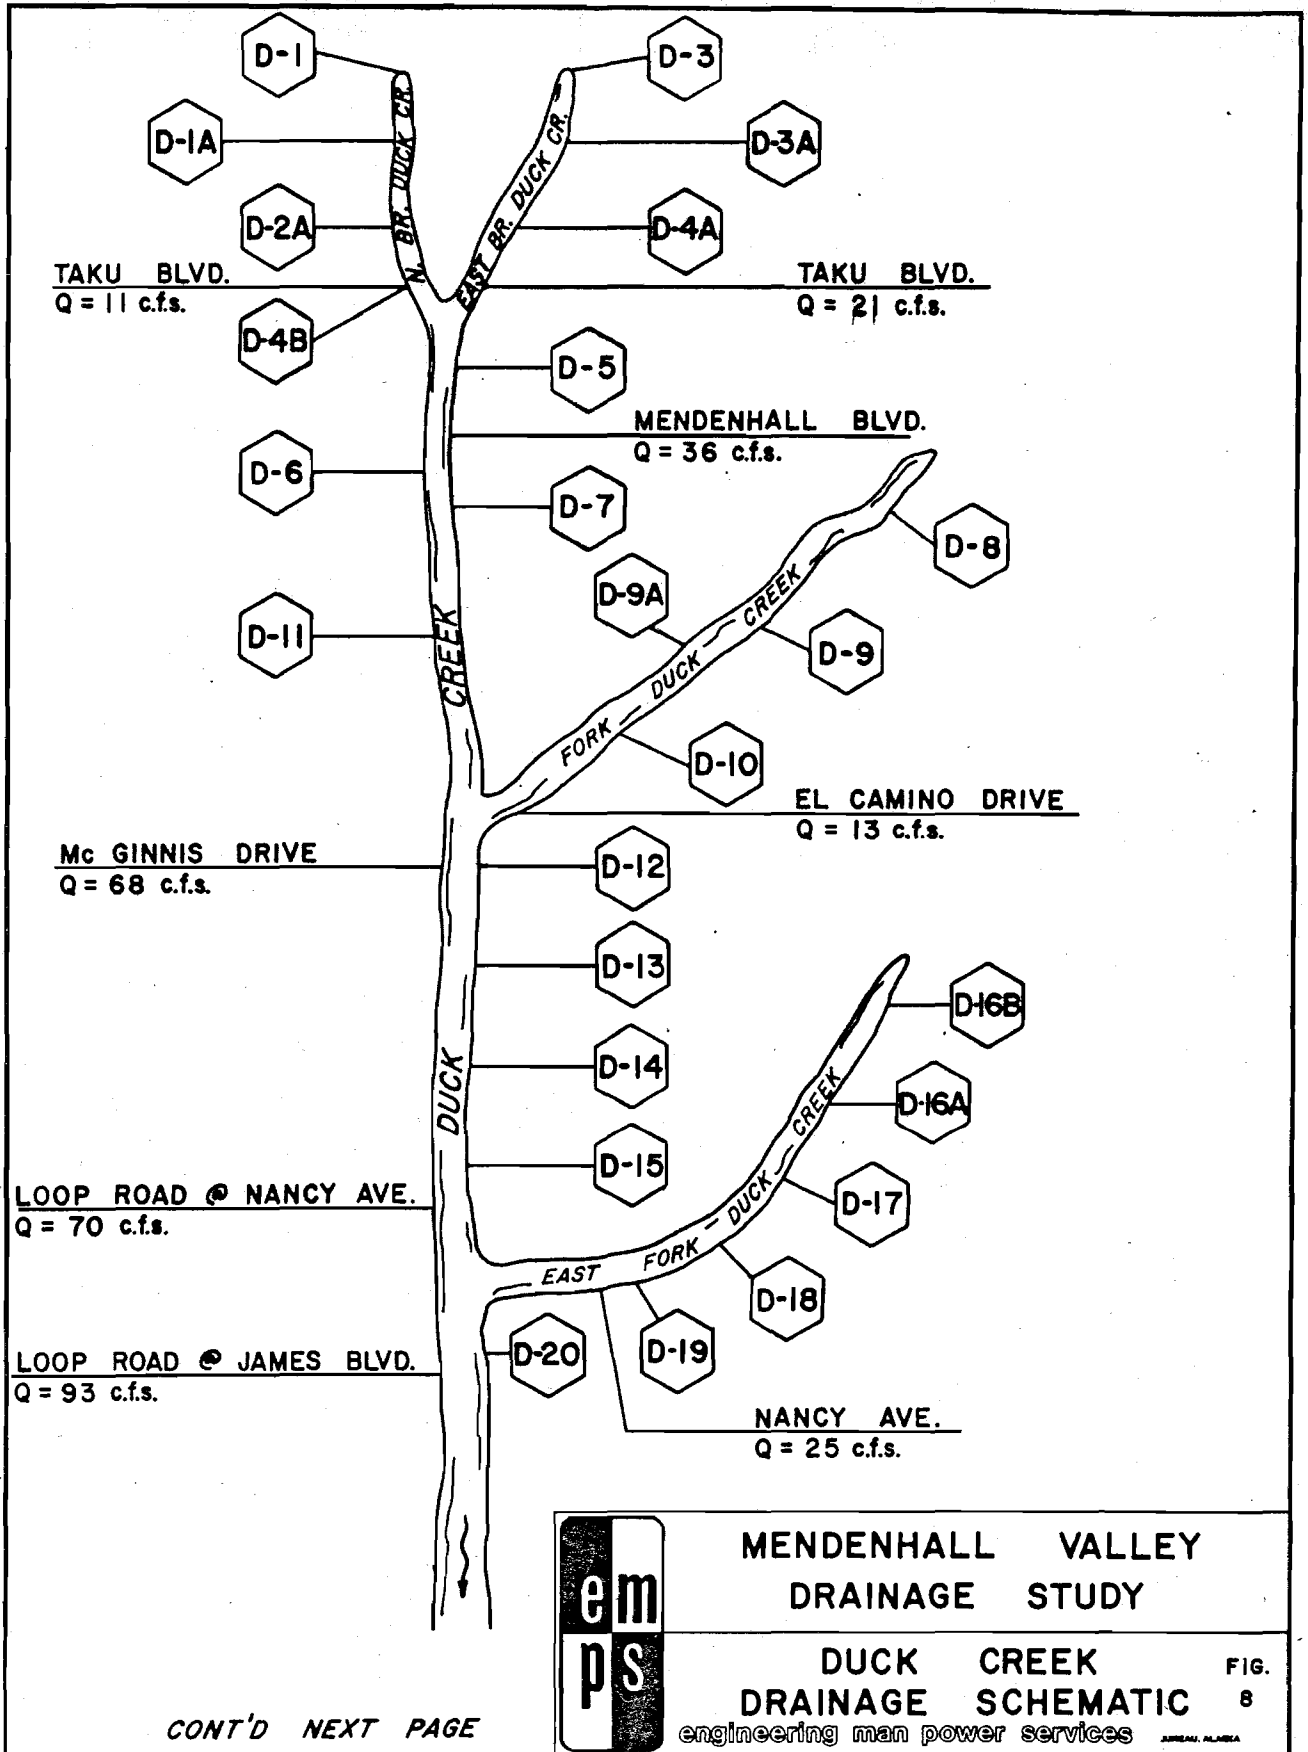 D-1
D-3
D-1A
D-3A
N. BR. DUCK CR.
EAST BR. DUCK CR.
D-2A
D-4A
TAKU BLVD.
Q = 11 c.f.s.
TAKU BLVD.
Q = 21 c.f.s.
D-4B
D-5
MENDENHALL BLVD.
Q = 36 c.f.s.
D-6
D-7
D-8
D-9A
D-11
D-9
FORK DUCK CREEK
D-10
EL CAMINO DRIVE
Q = 13 c.f.s.
Mc GINNIS DRIVE
Q = 68 c.f.s.
D-12
D-13
D-16B
D-14
D-16A
DUCK CREEK
D-15
D-17
LOOP ROAD @ NANCY AVE.
Q = 70 c.f.s.
EAST FORK DUCK CREEK
D-18
D-20
D-19
LOOP ROAD @ JAMES BLVD.
Q = 93 c.f.s.
NANCY AVE.
Q = 25 c.f.s.
em
ps
MENDENHALL VALLEY
DRAINAGE STUDY
DUCK CREEK
DRAINAGE SCHEMATIC
FIG.
8
engineering man power services
JUNEAU, ALASKA
CONT'D NEXT PAGE